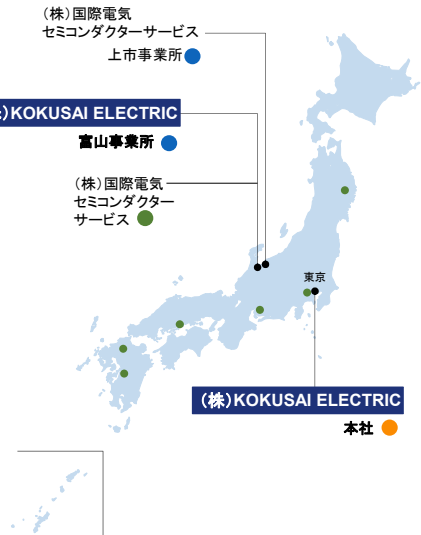 (株)国際電気
セミコンダクターサービス
上市事業所
)KOKUSAI ELECTRIC
富山事業所
(株)国際電気
セミコンダクター
サービス
東京
(株)KOKUSAI ELECTRIC
本社